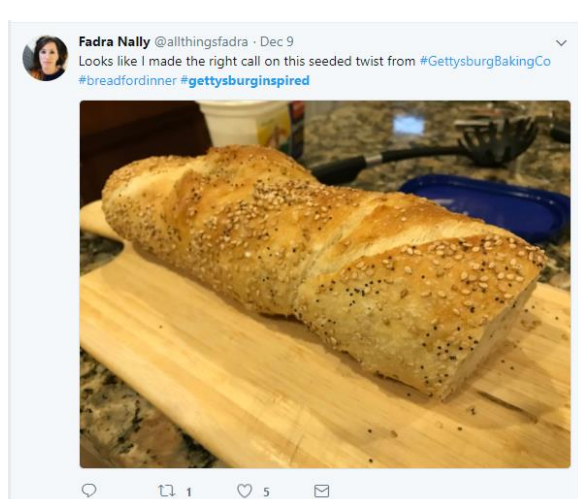 Fadra Nally @allthingsfadra · Dec 9
Looks like I made the right call on this seeded twist from #GettysburgBakingCo
#breadfordinner #gettysburginspired
1 5